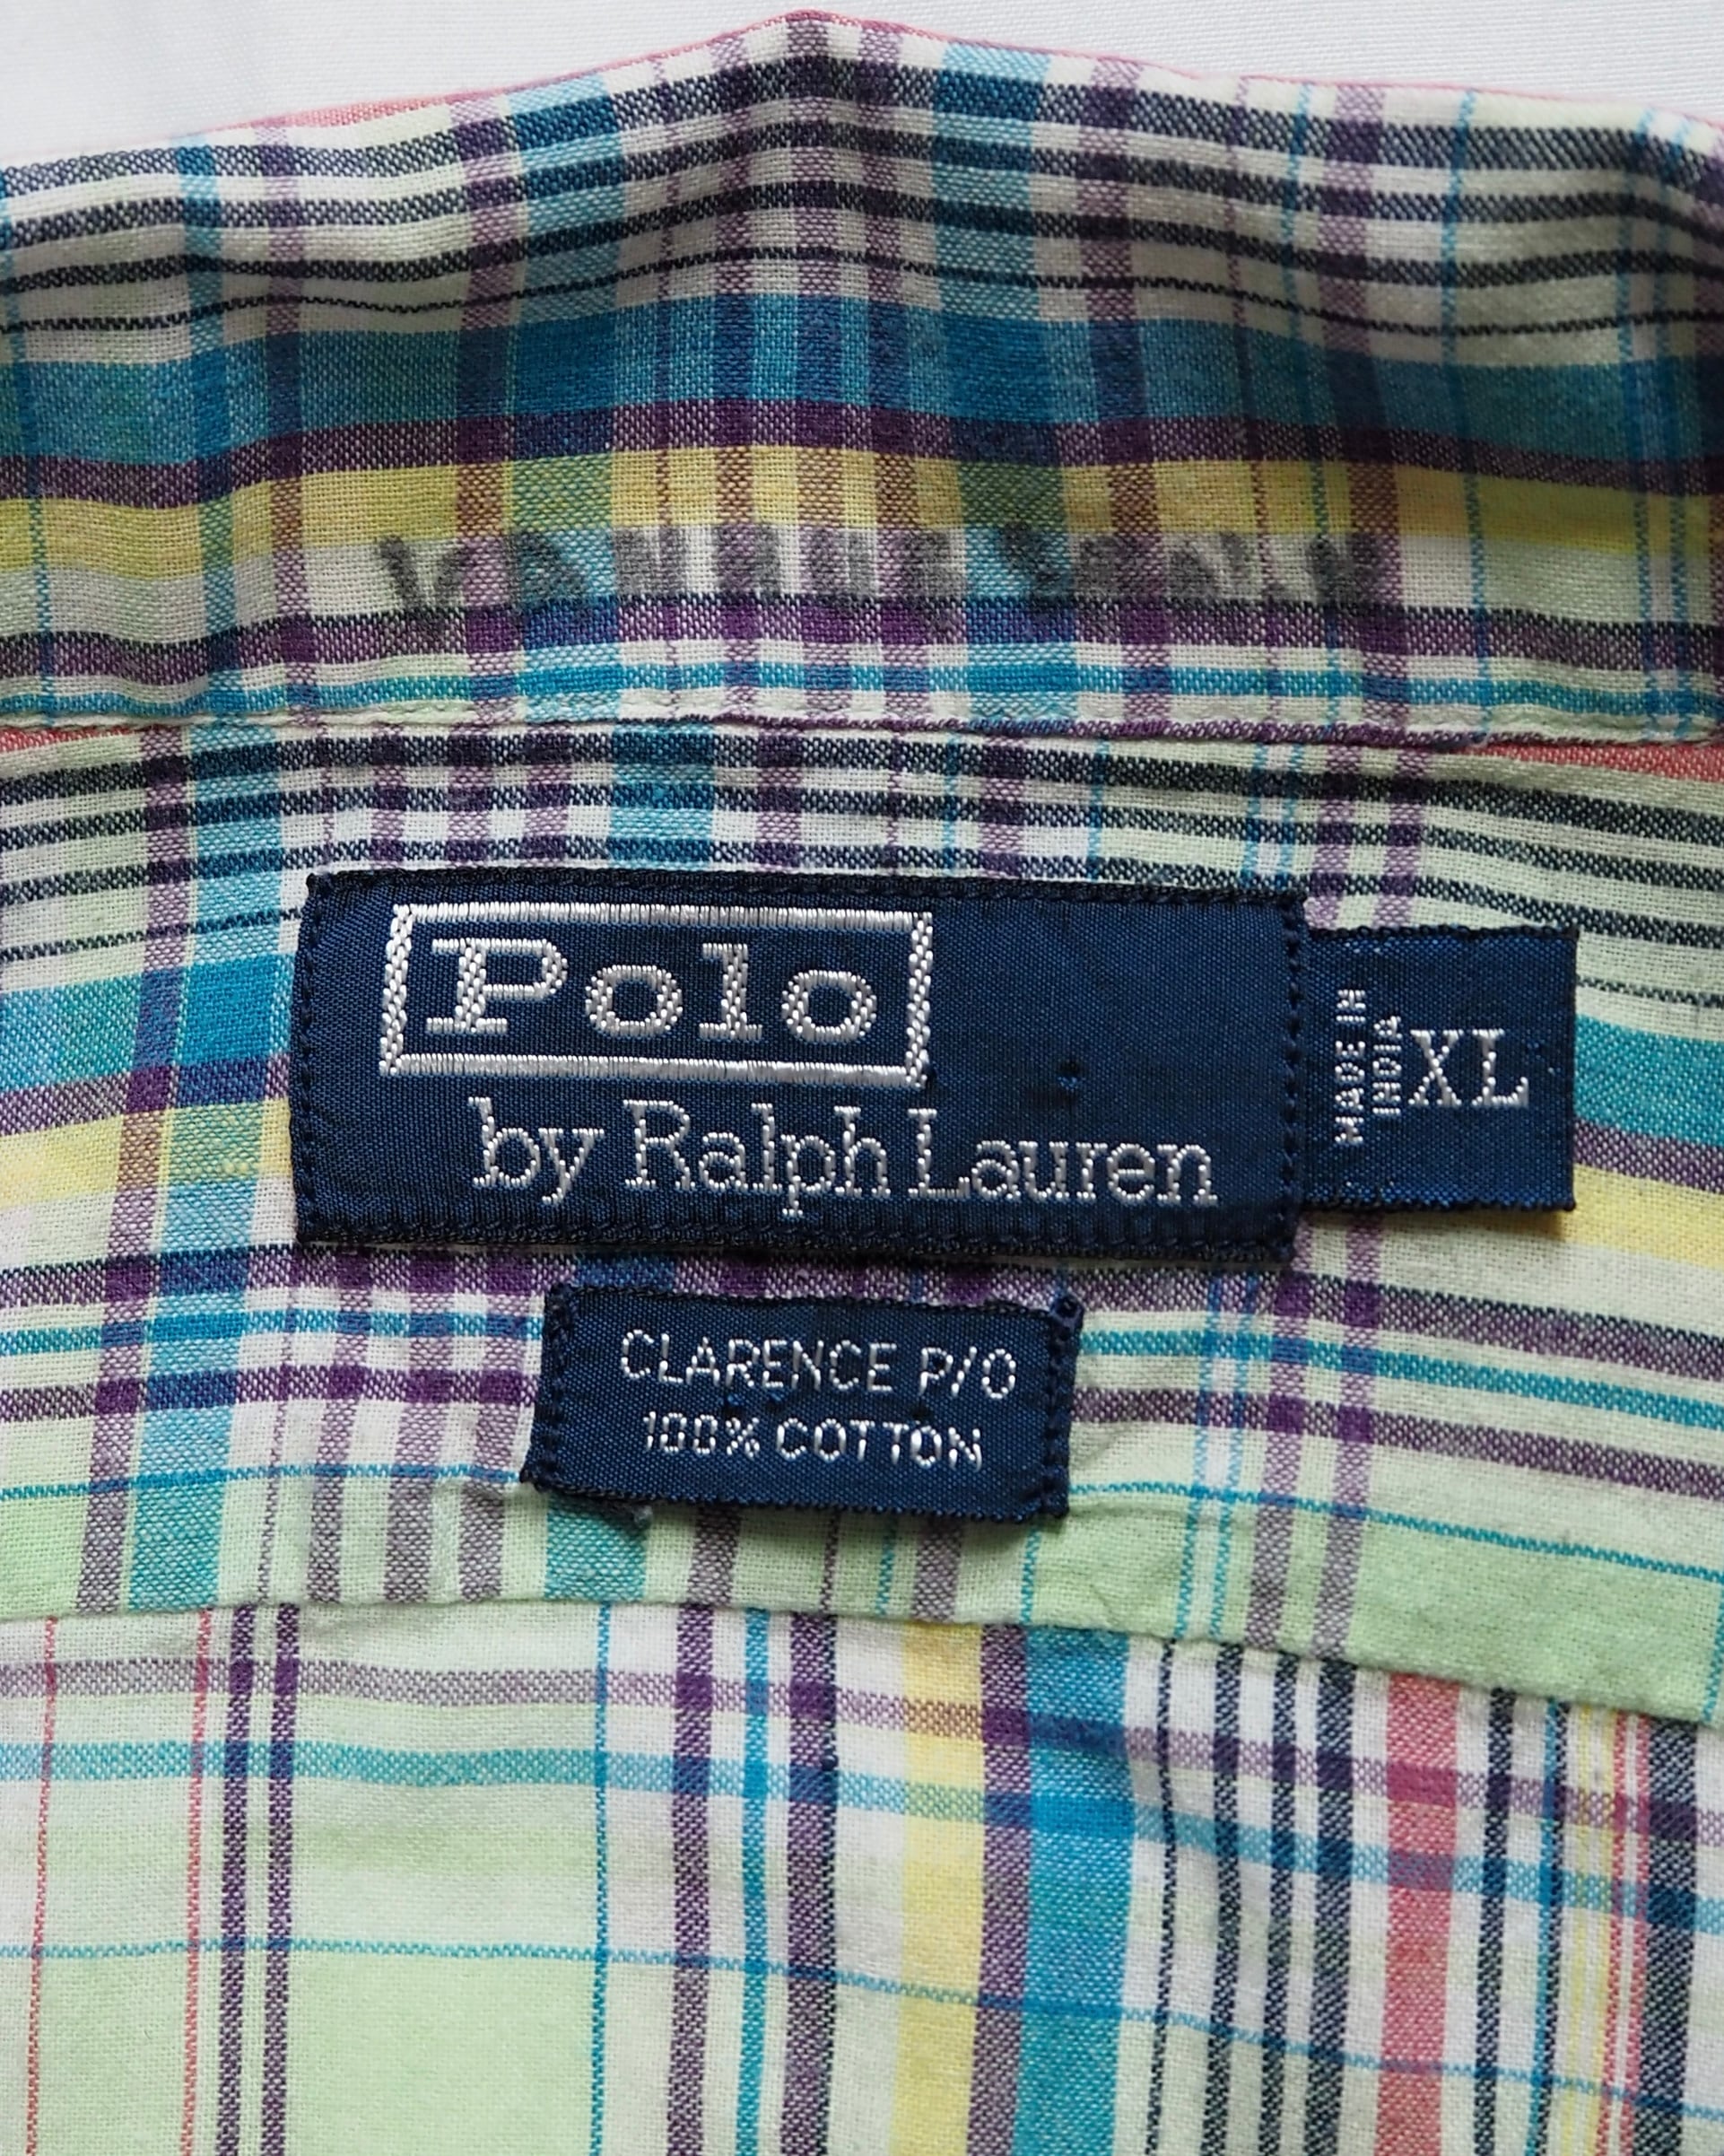 Polo
by Ralph Lauren
MADE IN
INDIA
XL
CLARENCE P/O
100% COTTON